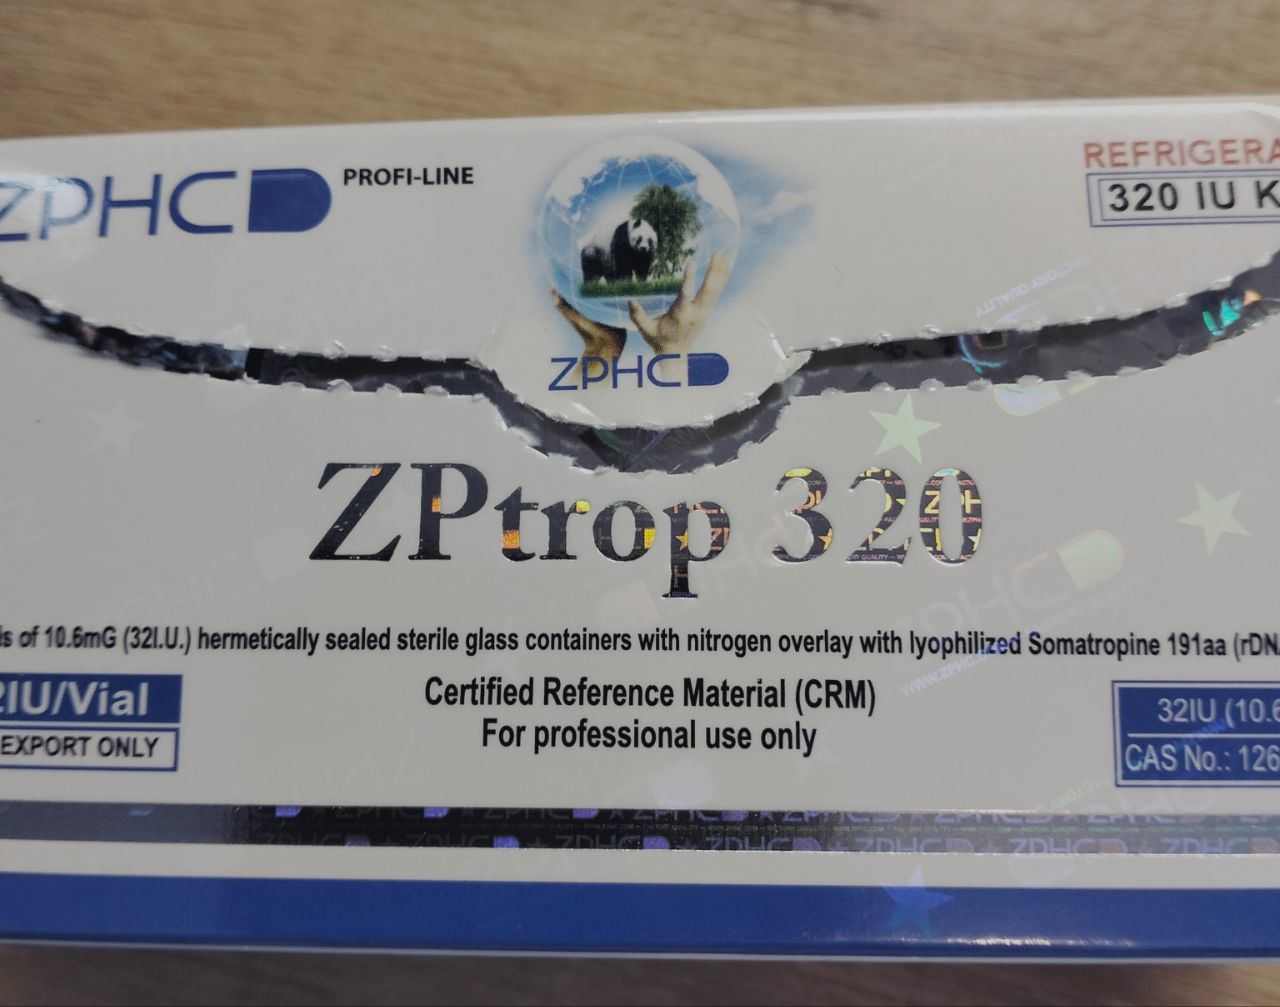 ZPHC PROFI-LINE
REFRIGERA
320 IU K
ZPHC
FACTORY QUALITY
ZPtrop 320
ls of 10.6mG (32I.U.) hermetically sealed sterile glass containers with nitrogen overlay with lyophilized Somatropine 191aa (rDN
2IU/Vial
EXPORT ONLY
Certified Reference Material (CRM)
For professional use only
32IU (10.6
CAS No.: 126